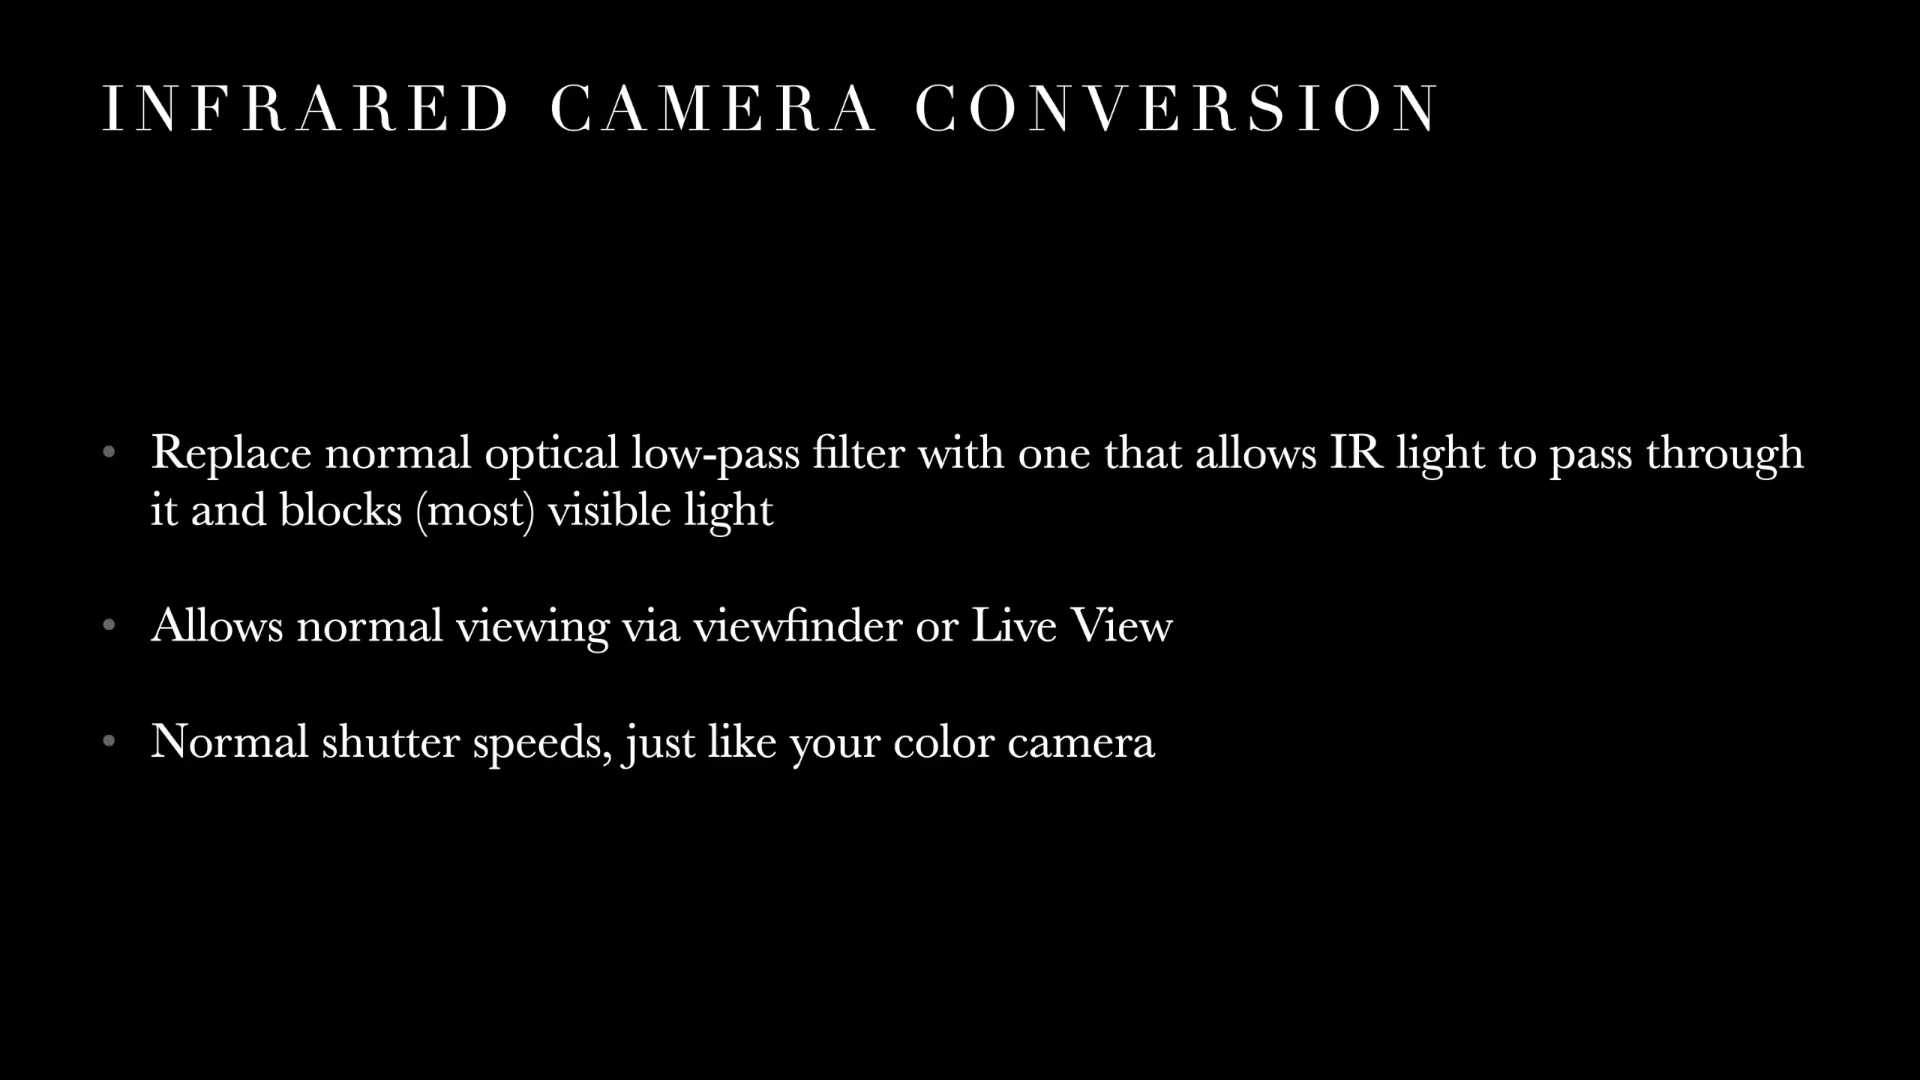 INFRARED CAMERA CONVERSION
• Replace normal optical low-pass filter with one that allows IR light to pass through
it and blocks (most) visible light
• Allows normal viewing via viewfinder or Live View
• Normal shutter speeds, just like your color camera